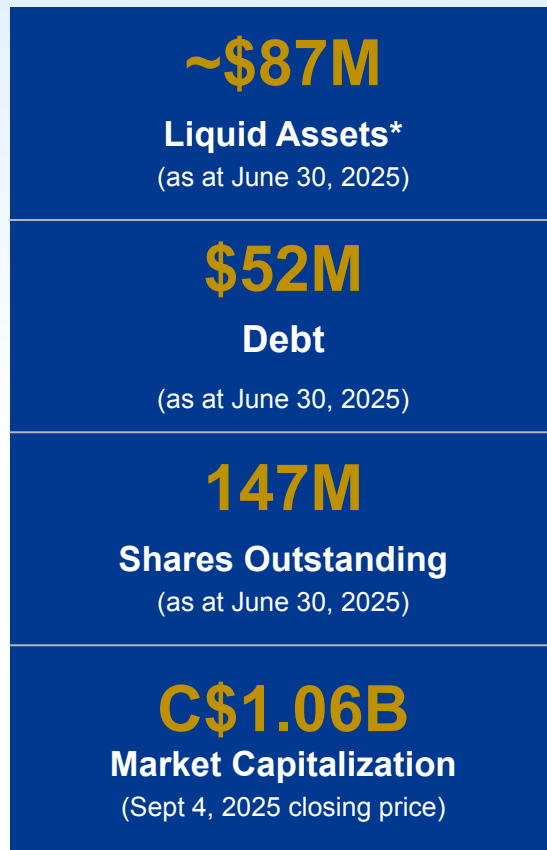 ~$87M
Liquid Assets*
(as at June 30, 2025)
$52M
Debt
(as at June 30, 2025)
147M
Shares Outstanding
(as at June 30, 2025)
C$1.06B
Market Capitalization
(Sept 4, 2025 closing price)